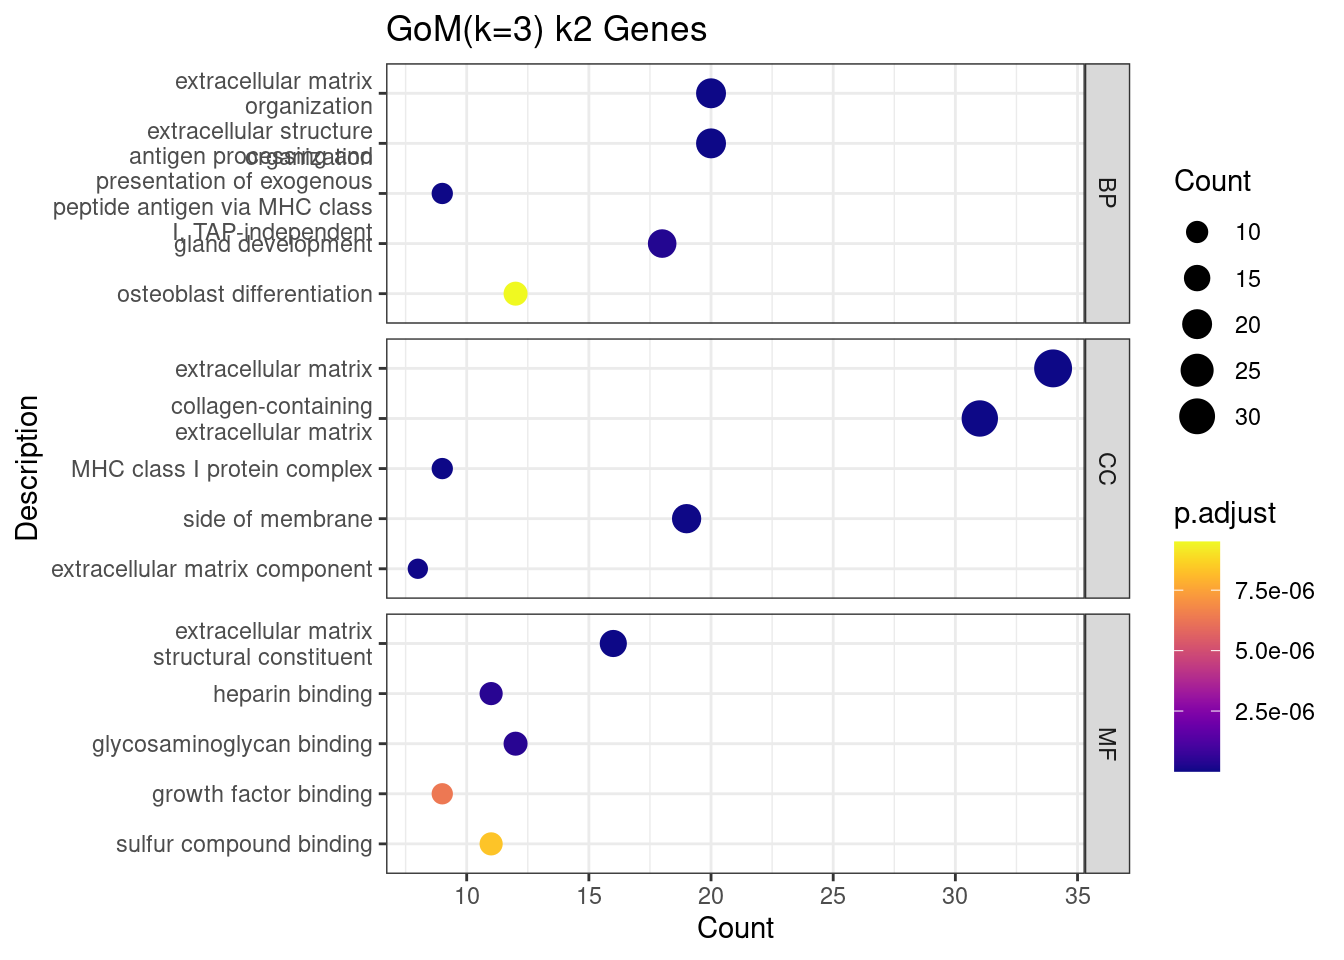 GoM(k=3) k2 Genes
extracellular matrix
organization
extracellular structure
organization
antigen processing and
presentation of exogenous
peptide antigen via MHC class
I, TAP-independent
gland development
osteoblast differentiation
BP
extracellular matrix
collagen-containing
extracellular matrix
MHC class I protein complex
side of membrane
extracellular matrix component
CC
extracellular matrix
structural constituent
heparin binding
glycosaminoglycan binding
growth factor binding
sulfur compound binding
MF
Description
10 15 20 25 30 35
Count
Count
10
15
20
25
30
p.adjust
7.5e-06
5.0e-06
2.5e-06